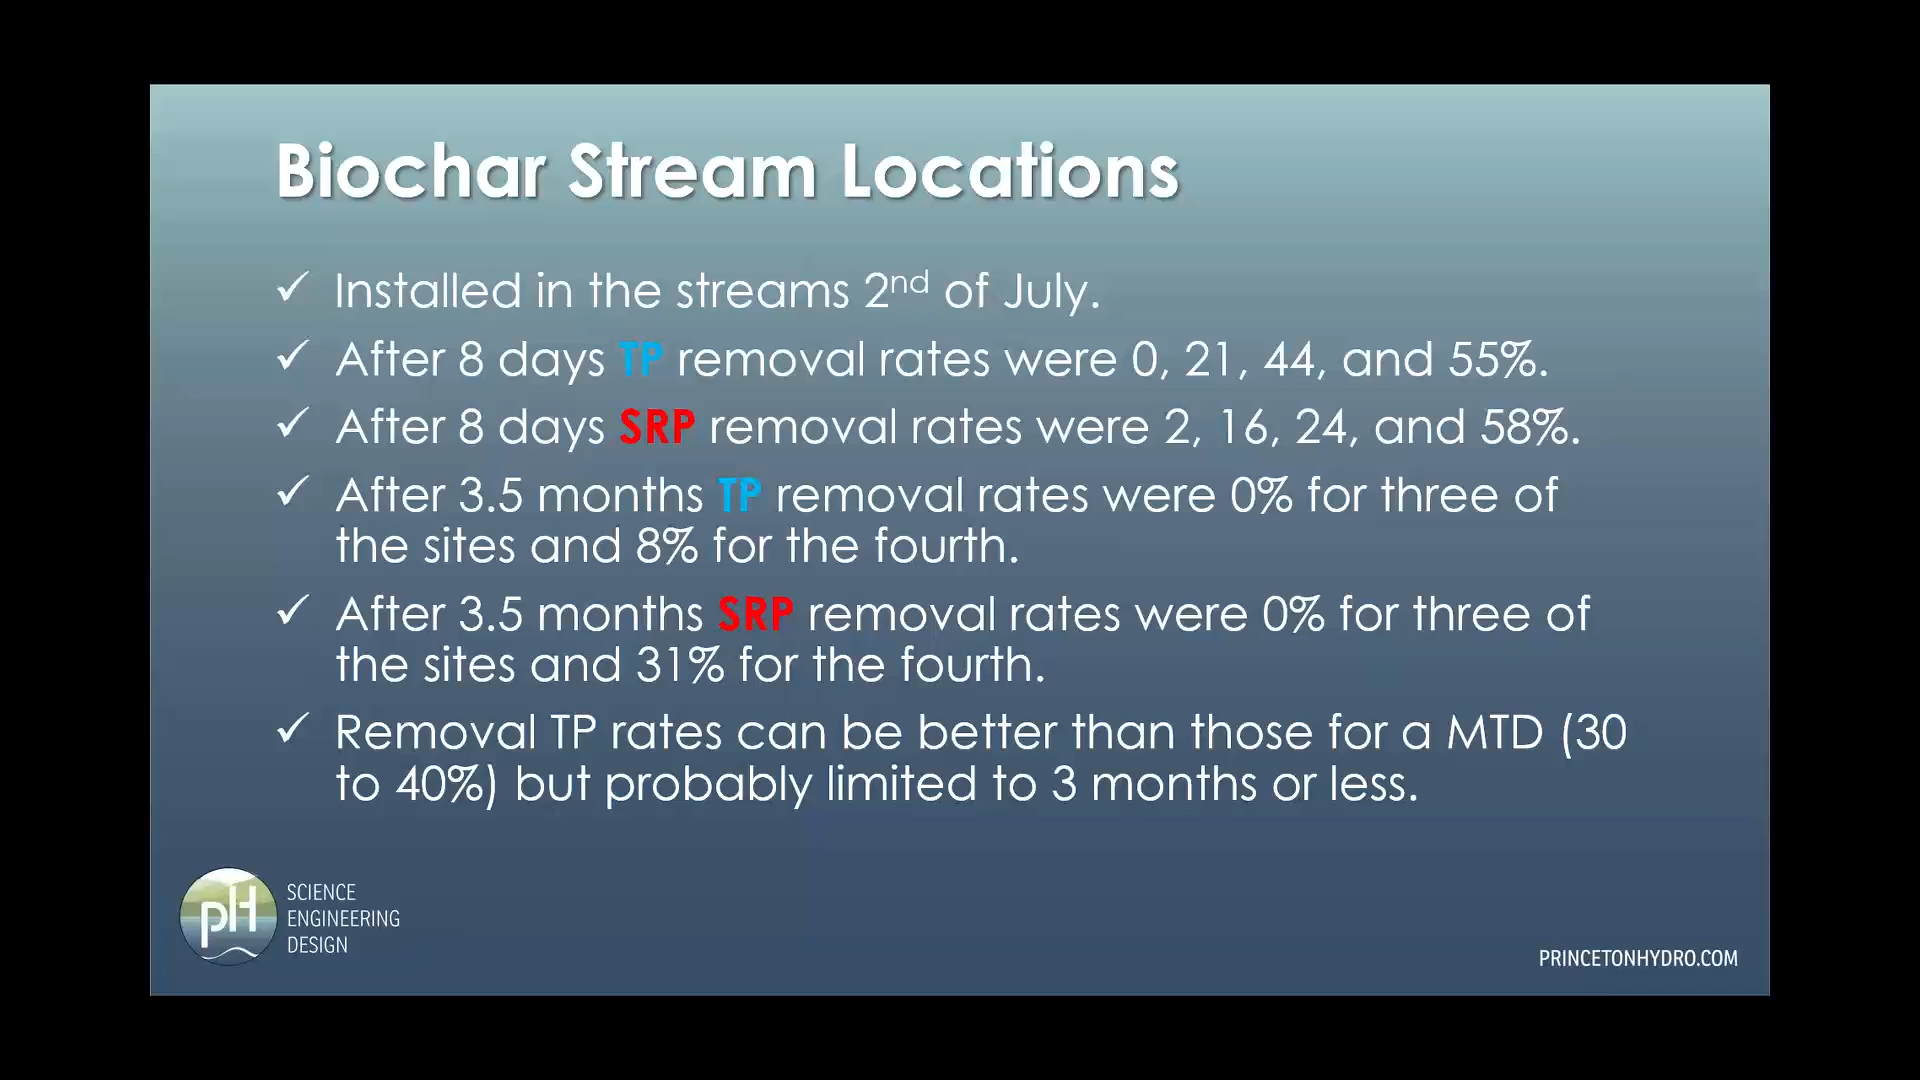 Biochar Stream Locations
✓ Installed in the streams 2nd of July.
✓ After 8 days TP removal rates were 0, 21, 44, and 55%.
✓ After 8 days SRP removal rates were 2, 16, 24, and 58%.
✓ After 3.5 months TP removal rates were 0% for three of
the sites and 8% for the fourth.
✓ After 3.5 months SRP removal rates were 0% for three of
the sites and 31% for the fourth.
✓ Removal TP rates can be better than those for a MTD (30
to 40%) but probably limited to 3 months or less.
pH
SCIENCE
ENGINEERING
DESIGN
PRINCETONHYDRO.COM